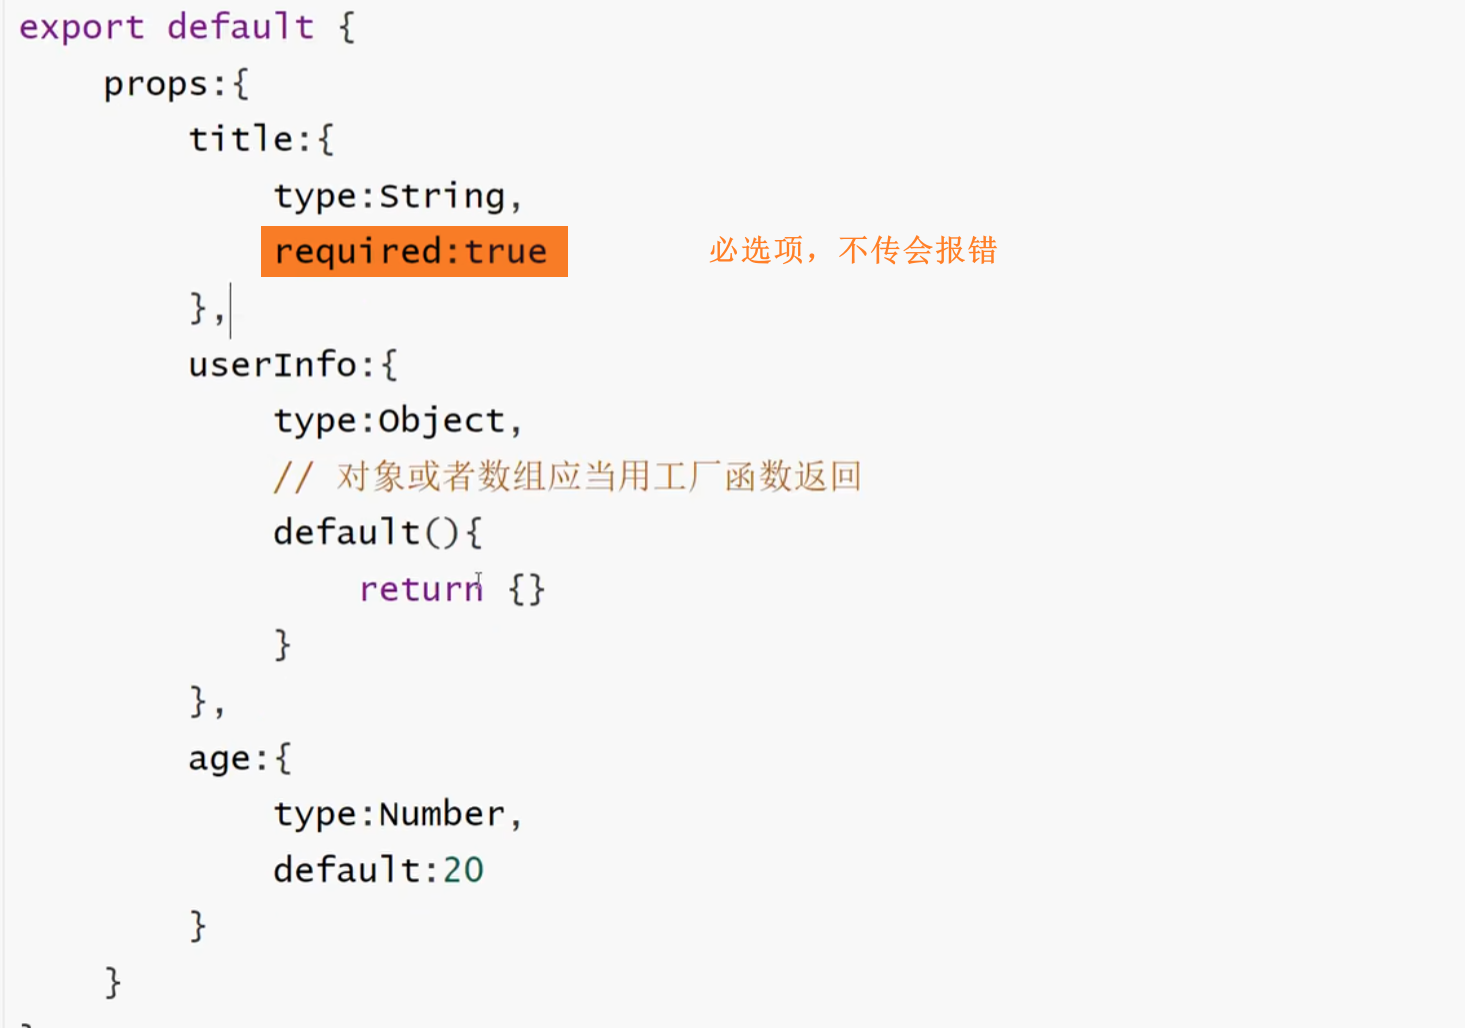 export default {
props:{
title:{
type:String,
required:true 必选项，不传会报错
},
userInfo:{
type:Object,
// 对象或者数组应当用工厂函数返回
default(){
return {}
}
},
age:{
type:Number,
default:20
}
}